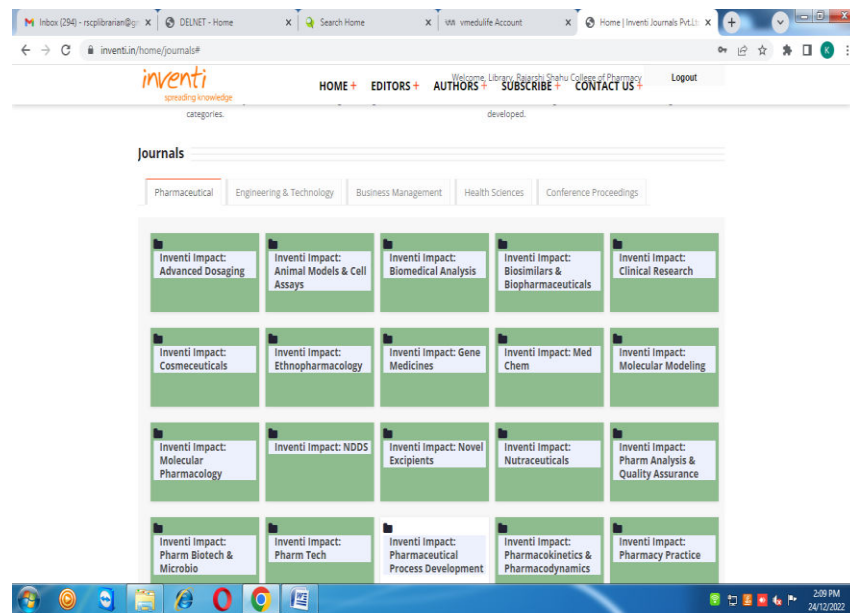 Inbox (294) - rscplibrarian@g
DELNET - Home
Search Home
vmedulife Account
Home | Inventi Journals Pvt.Lt
inventi.in/home/journals#
inventi
spreading knowledge
Welcome, Library, Rajarshi Shahu College of Pharmacy
Logout
HOME + EDITORS + AUTHORS + SUBSCRIBE + CONTACT US +
categories.
developed.
Journals
Pharmaceutical
Engineering & Technology
Business Management
Health Sciences
Conference Proceedings
Inventi Impact:
Advanced Dosaging
Inventi Impact:
Animal Models & Cell
Assays
Inventi Impact:
Biomedical Analysis
Inventi Impact:
Biosimilars &
Biopharmaceuticals
Inventi Impact:
Clinical Research
Inventi Impact:
Cosmeceuticals
Inventi Impact:
Ethnopharmacology
Inventi Impact: Gene
Medicines
Inventi Impact: Med
Chem
Inventi Impact:
Molecular Modeling
Inventi Impact:
Molecular
Pharmacology
Inventi Impact: NDDS
Inventi Impact: Novel
Excipients
Inventi Impact:
Nutraceuticals
Inventi Impact:
Pharm Analysis &
Quality Assurance
Inventi Impact:
Pharm Biotech &
Microbio
Inventi Impact:
Pharm Tech
Inventi Impact:
Pharmaceutical
Process Development
Inventi Impact:
Pharmacokinetics &
Pharmacodynamics
Inventi Impact:
Pharmacy Practice
2:09 PM
24/12/2022